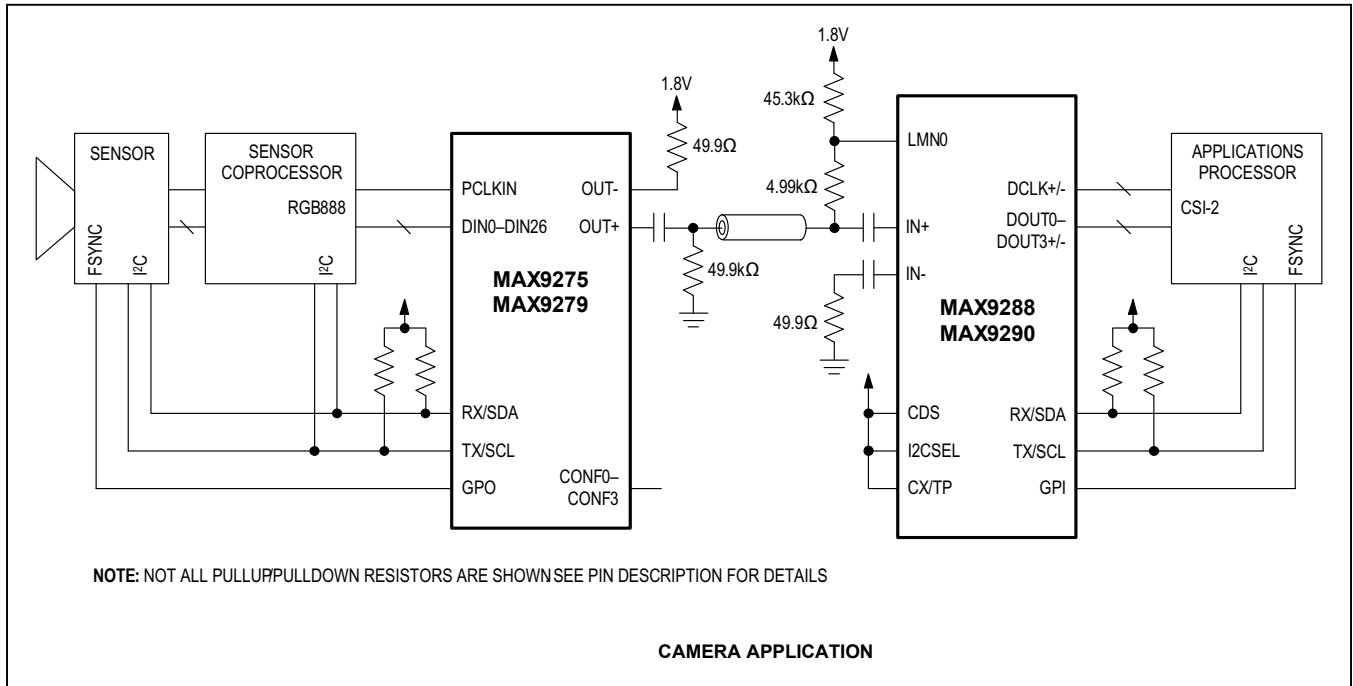 1.8V
45.3kΩ
1.8V
49.9Ω
LMN0
4.99kΩ
SENSOR
FSYNC
I²C
SENSOR
COPROCESSOR
RGB888
I²C
PCLKIN
OUT-
DIN0–DIN26
OUT+
MAX9275
MAX9279
49.9kΩ
RX/SDA
TX/SCL
GPO
CONF0–
CONF3
IN+
IN-
49.9Ω
DCLK+/-
DOUT0–
DOUT3+/-
MAX9288
MAX9290
CDS
RX/SDA
I2CSEL
TX/SCL
CX/TP
GPI
APPLICATIONS
PROCESSOR
CSI-2
I²C
FSYNC
NOTE: NOT ALL PULLUP/PULLDOWN RESISTORS ARE SHOWN SEE PIN DESCRIPTION FOR DETAILS
CAMERA APPLICATION